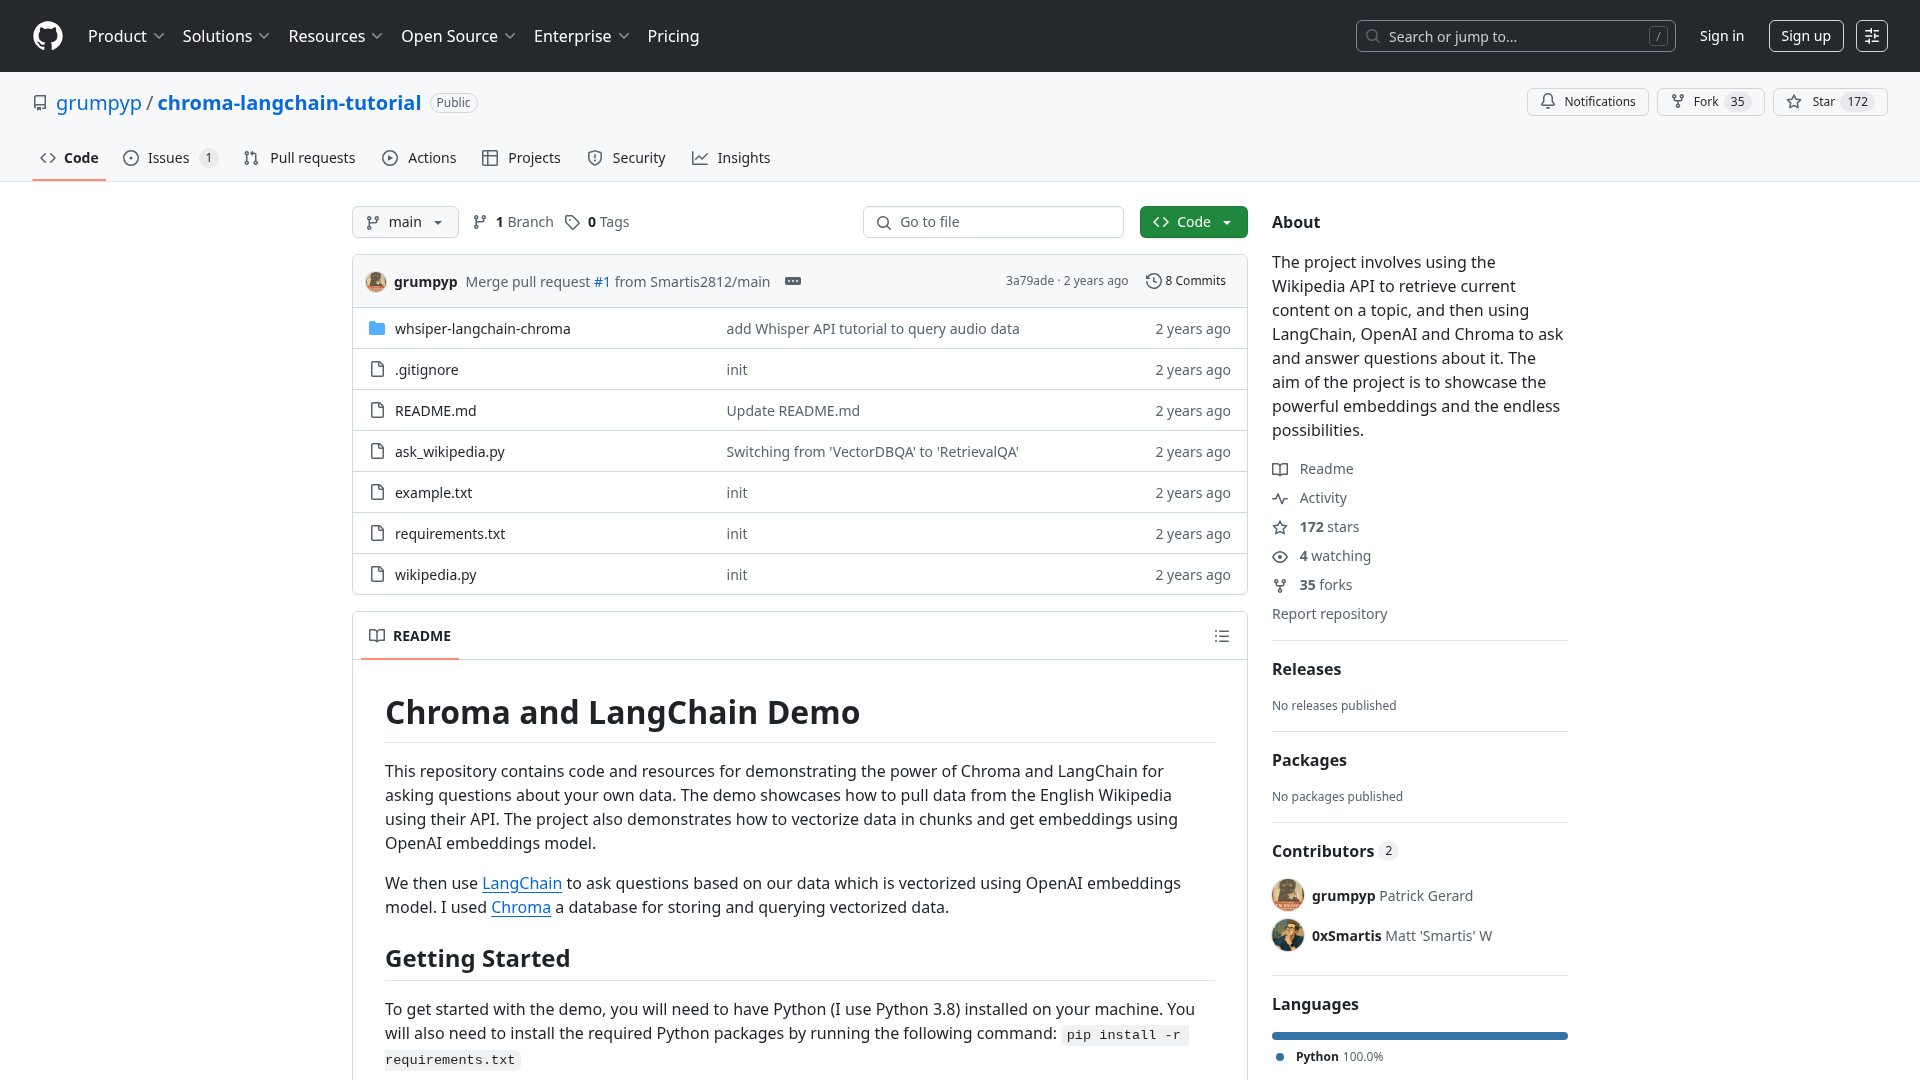 Product
Solutions
Resources
Open Source
Enterprise
Pricing
Search or jump to...
/
Sign in
Sign up
grumpyp / chroma-langchain-tutorial
Public
Notifications
Fork 35
Star 172
Code
Issues 1
Pull requests
Actions
Projects
Security
Insights
main
1 Branch
0 Tags
Go to file
Code
grumpyp Merge pull request #1 from Smartis2812/main
3a79ade · 2 years ago
8 Commits
whsiper-langchain-chroma add Whisper API tutorial to query audio data 2 years ago
.gitignore init 2 years ago
README.md Update README.md 2 years ago
ask_wikipedia.py Switching from 'VectorDBQA' to 'RetrievalQA' 2 years ago
example.txt init 2 years ago
requirements.txt init 2 years ago
wikipedia.py init 2 years ago
README
Chroma and LangChain Demo
This repository contains code and resources for demonstrating the power of Chroma and LangChain for
asking questions about your own data. The demo showcases how to pull data from the English Wikipedia
using their API. The project also demonstrates how to vectorize data in chunks and get embeddings using
OpenAI embeddings model.
We then use LangChain to ask questions based on our data which is vectorized using OpenAI embeddings
model. I used Chroma a database for storing and querying vectorized data.
Getting Started
To get started with the demo, you will need to have Python (I use Python 3.8) installed on your machine. You
will also need to install the required Python packages by running the following command: pip install -r
requirements.txt
About
The project involves using the
Wikipedia API to retrieve current
content on a topic, and then using
LangChain, OpenAI and Chroma to ask
and answer questions about it. The
aim of the project is to showcase the
powerful embeddings and the endless
possibilities.
Readme
Activity
172 stars
4 watching
35 forks
Report repository
Releases
No releases published
Packages
No packages published
Contributors 2
grumpyp Patrick Gerard
0xSmartis Matt 'Smartis' W
Languages
Python 100.0%